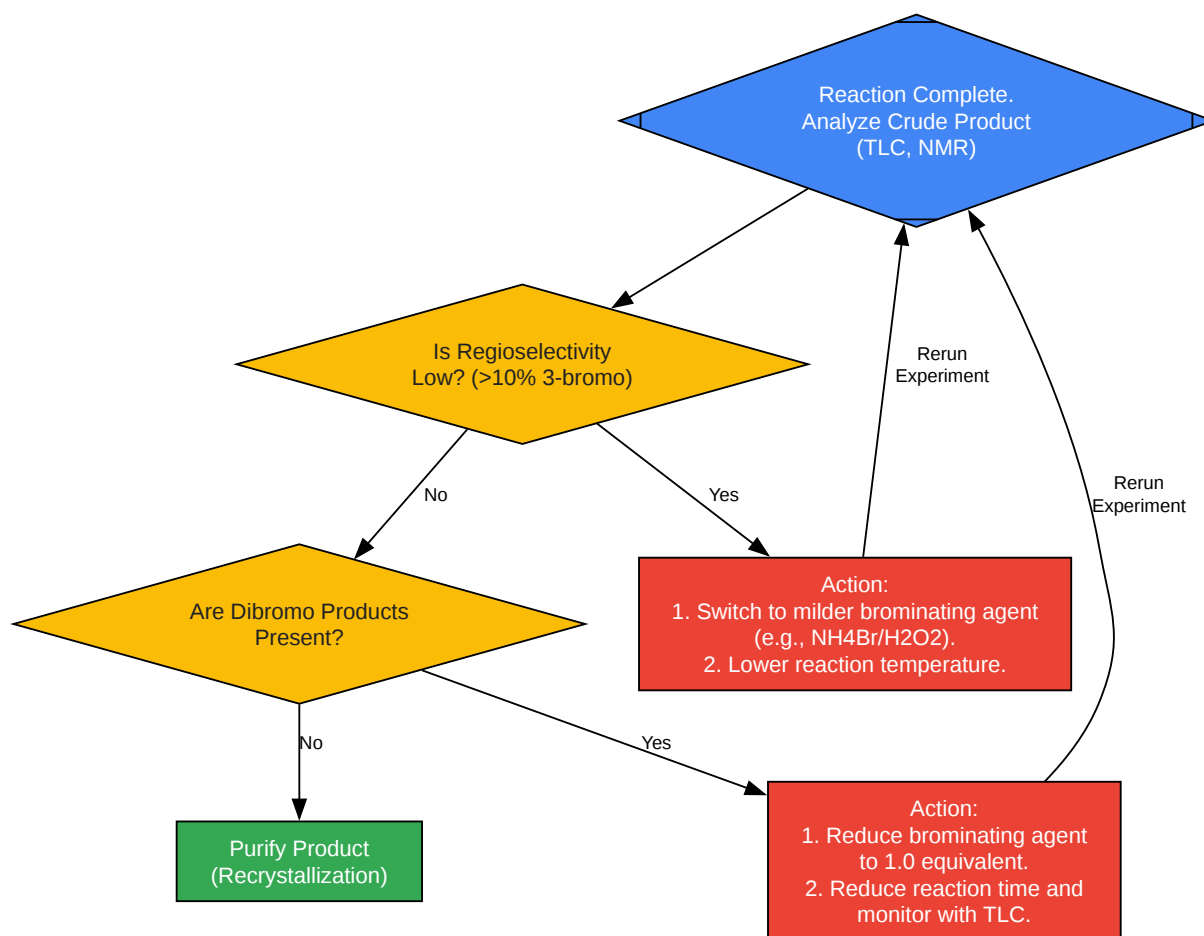 Reaction Complete.
Analyze Crude Product
(TLC, NMR)
Is Regioselectivity
Low? (>10% 3-bromo)
Rerun
Experiment
Rerun
Experiment
No
Yes
Are Dibromo Products
Present?
Action:
1. Switch to milder brominating agent
(e.g., NH4Br/H2O2).
2. Lower reaction temperature.
No
Yes
Purify Product
(Recrystallization)
Action:
1. Reduce brominating agent
to 1.0 equivalent.
2. Reduce reaction time and
monitor with TLC.